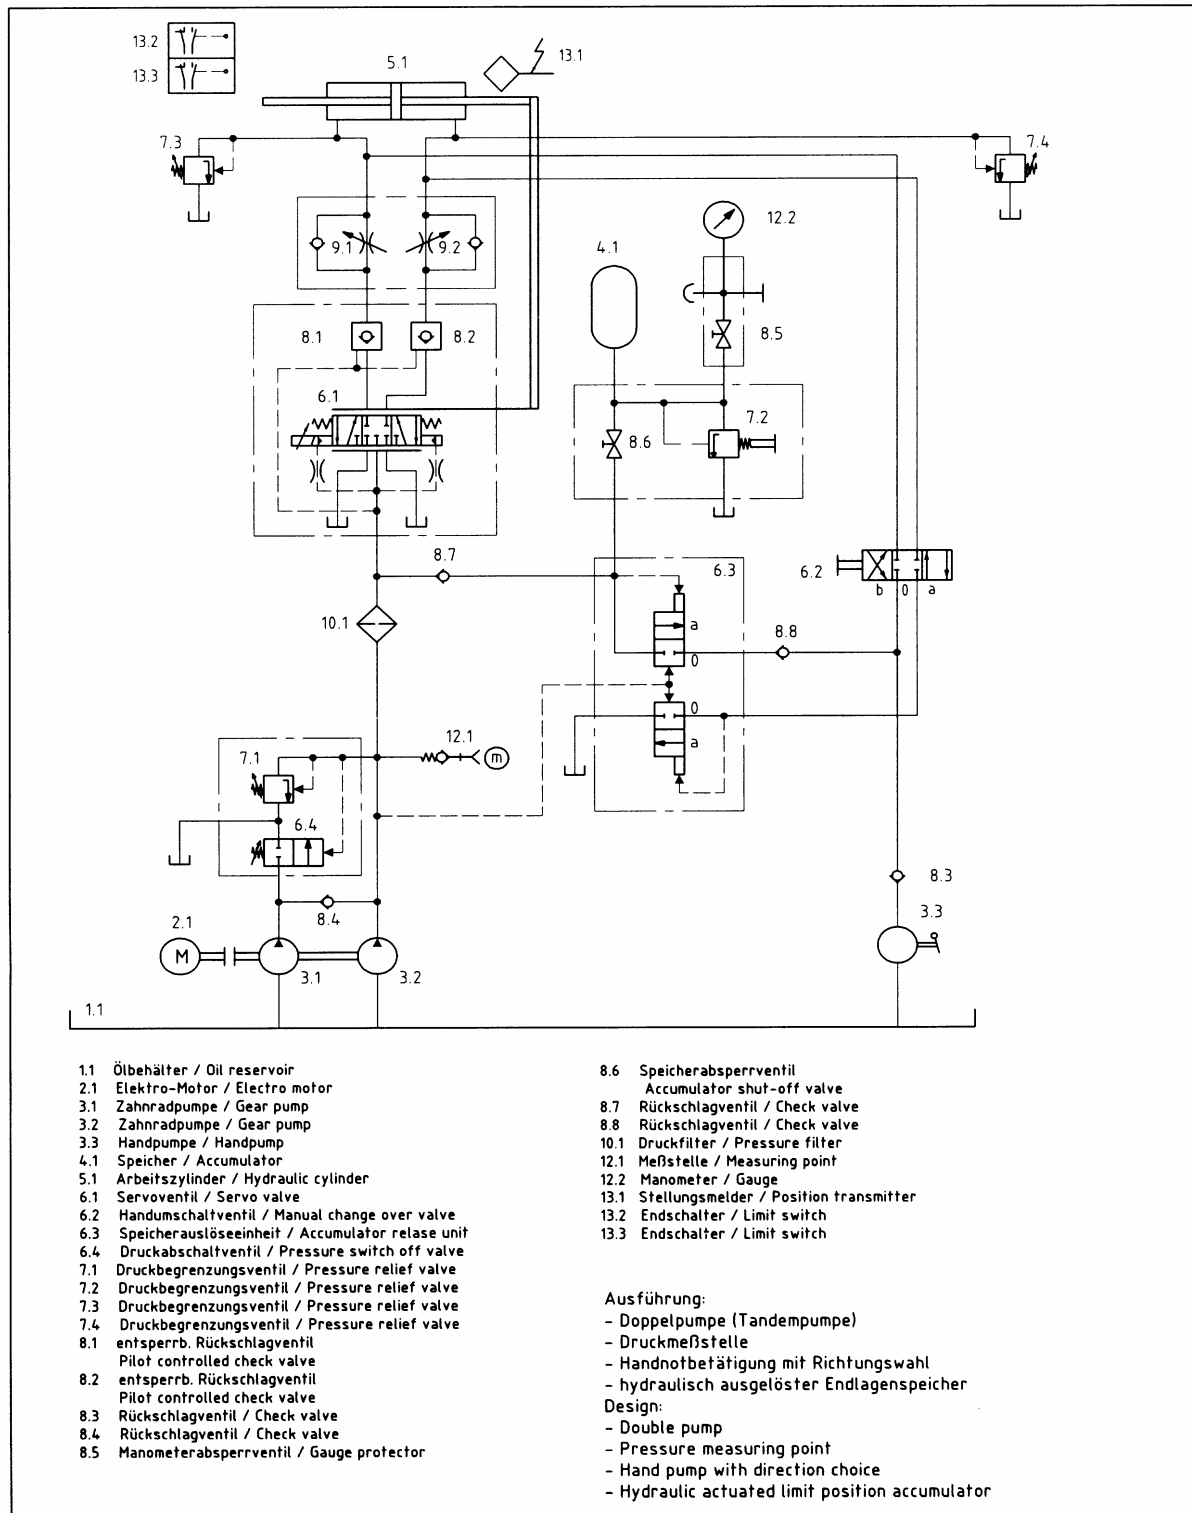 13.2
13.3
5.1
13.1
7.3
7.4
9.1
9.2
12.2
4.1
8.1
8.2
8.5
6.1
7.2
8.6
8.7
6.3
6.2
b 0 a
10.1
a
0
8.8
0
a
7.1
12.1
m
6.4
8.4
8.3
2.1
3.3
M
3.1
3.2
1.1
1.1 Ölbehälter / Oil reservoir
2.1 Elektro-Motor / Electro motor
3.1 Zahnradpumpe / Gear pump
3.2 Zahnradpumpe / Gear pump
3.3 Handpumpe / Handpump
4.1 Speicher / Accumulator
5.1 Arbeitszylinder / Hydraulic cylinder
6.1 Servoventil / Servo valve
6.2 Handumschaltventil / Manual change over valve
6.3 Speicherauslöseeinheit / Accumulator relase unit
6.4 Druckabschaltventil / Pressure switch off valve
7.1 Druckbegrenzungsventil / Pressure relief valve
7.2 Druckbegrenzungsventil / Pressure relief valve
7.3 Druckbegrenzungsventil / Pressure relief valve
7.4 Druckbegrenzungsventil / Pressure relief valve
8.1 entsperrb. Rückschlagventil
Pilot controlled check valve
8.2 entsperrb. Rückschlagventil
Pilot controlled check valve
8.3 Rückschlagventil / Check valve
8.4 Rückschlagventil / Check valve
8.5 Manometerabsperrventil / Gauge protector
8.6 Speicherabsperrventil
Accumulator shut-off valve
8.7 Rückschlagventil / Check valve
8.8 Rückschlagventil / Check valve
10.1 Druckfilter / Pressure filter
12.1 Meßstelle / Measuring point
12.2 Manometer / Gauge
13.1 Stellungsmelder / Position transmitter
13.2 Endschalter / Limit switch
13.3 Endschalter / Limit switch
Ausführung:
- Doppelpumpe (Tandempumpe)
- Druckmeßstelle
- Handnotbetätigung mit Richtungswahl
- hydraulisch ausgelöster Endlagenspeicher
Design:
- Double pump
- Pressure measuring point
- Hand pump with direction choice
- Hydraulic actuated limit position accumulator